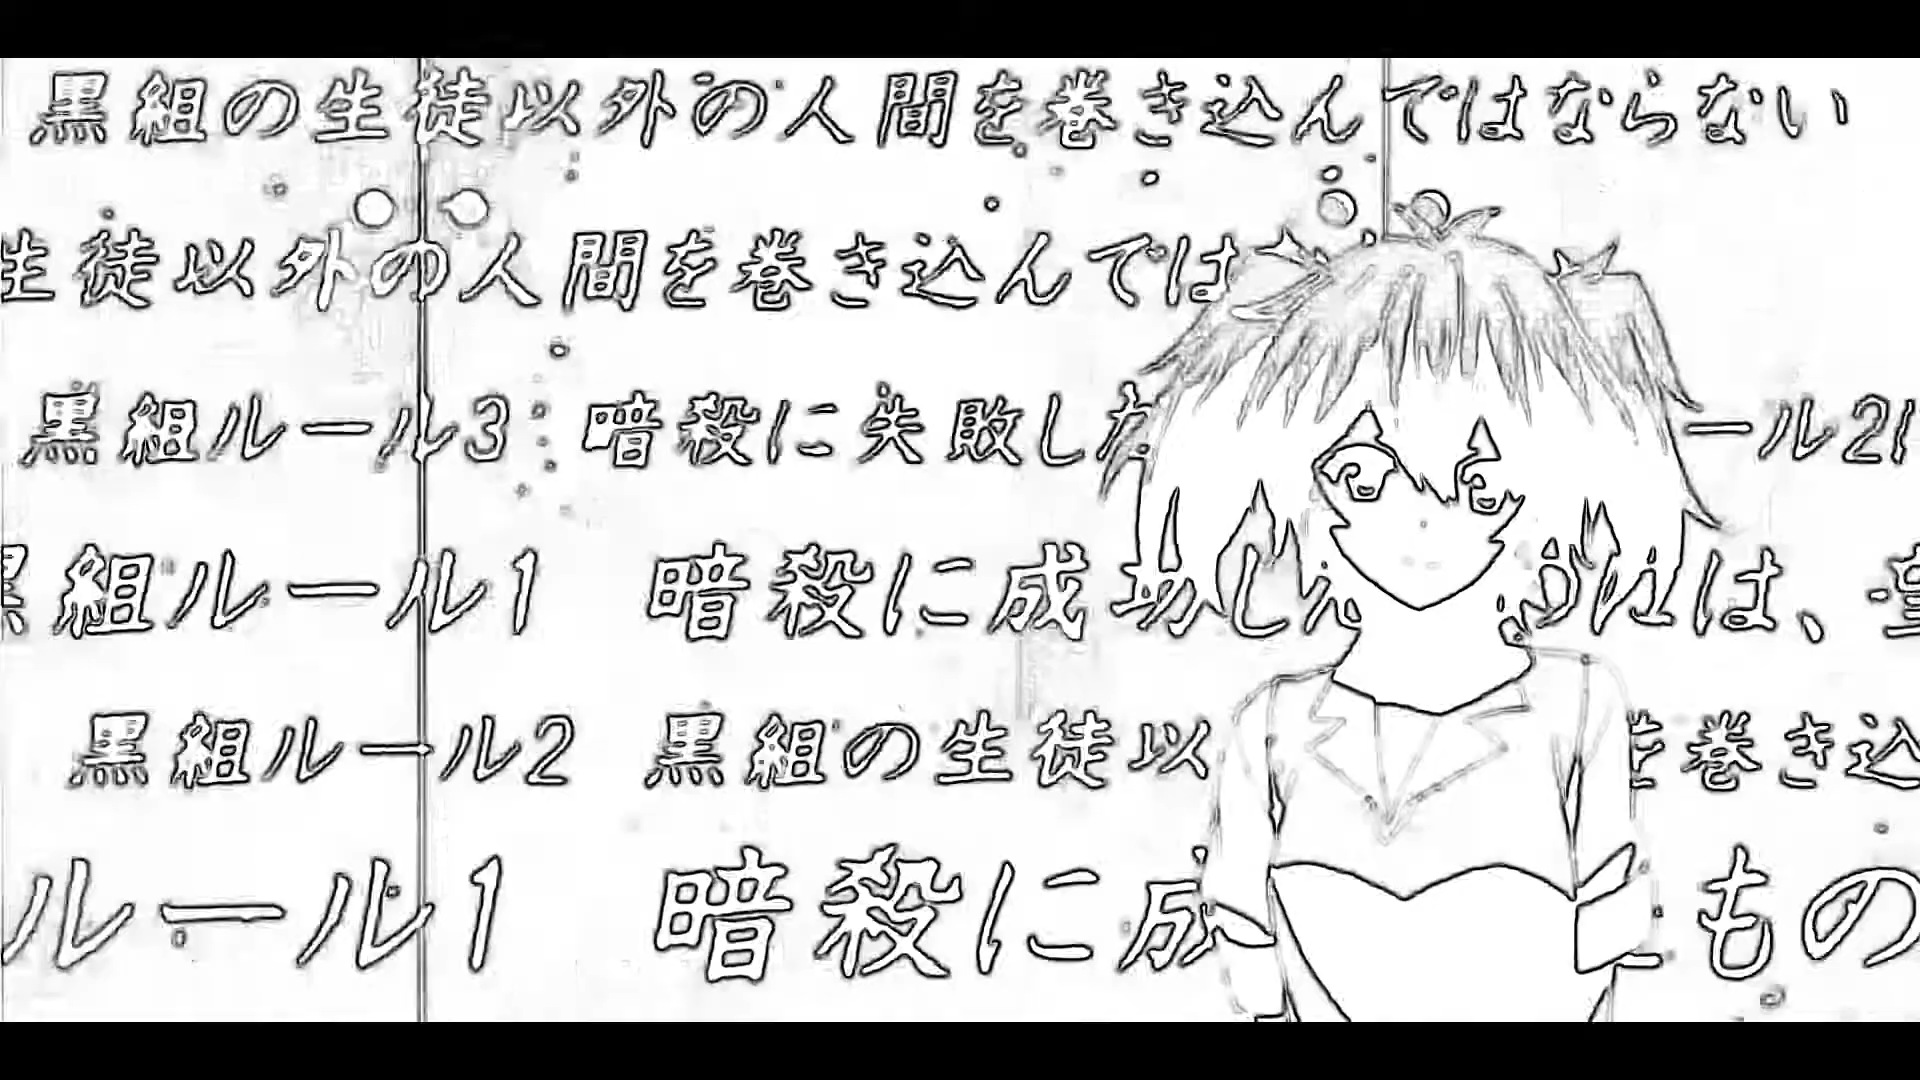 黒組の生徒以外の人間を巻き込んではならない
生徒以外の人間を巻き込んでは
黒組ルール3 暗殺に失敗した ール2
黒組ルール1 暗殺に成功し は、
黒組ルール2 黒組の生徒以 を巻き込
ルール1 暗殺に成 もの